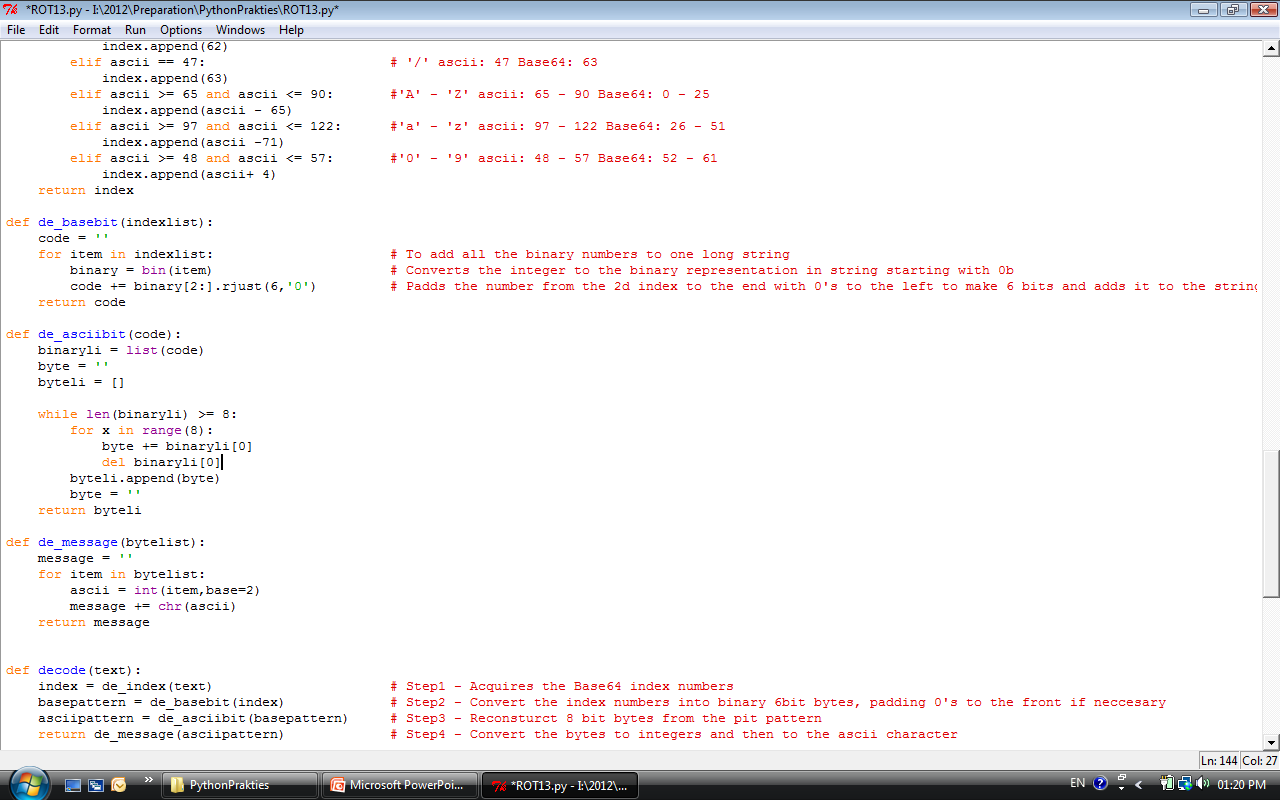 *ROT13.py - I:\2012\Preparation\PythonPrakties\ROT13.py*
File Edit Format Run Options Windows Help
            index.append(62)
        elif ascii == 47:                       # '/' ascii: 47 Base64: 63
            index.append(63)
        elif ascii >= 65 and ascii <= 90:       #'A' - 'Z' ascii: 65 - 90 Base64: 0 - 25
            index.append(ascii - 65)
        elif ascii >= 97 and ascii <= 122:      #'a' - 'z' ascii: 97 - 122 Base64: 26 - 51
            index.append(ascii -71)
        elif ascii >= 48 and ascii <= 57:       #'0' - '9' ascii: 48 - 57 Base64: 52 - 61
            index.append(ascii+ 4)
    return index
def de_basebit(indexlist):
    code = ''
    for item in indexlist:                      # To add all the binary numbers to one long string
        binary = bin(item)                      # Converts the integer to the binary representation in string starting with 0b
        code += binary[2:].rjust(6,'0')         # Padds the number from the 2d index to the end with 0's to the left to make 6 bits and adds it to the string
    return code
def de_asciibit(code):
    binaryli = list(code)
    byte = ''
    byteli = []
    while len(binaryli) >= 8:
        for x in range(8):
            byte += binaryli[0]
            del binaryli[0]
        byteli.append(byte)
        byte = ''
    return byteli
def de_message(bytelist):
    message = ''
    for item in bytelist:
        ascii = int(item,base=2)
        message += chr(ascii)
    return message
def decode(text):
    index = de_index(text)                      # Step1 - Acquires the Base64 index numbers
    basepattern = de_basebit(index)             # Step2 - Convert the index numbers into binary 6bit bytes, padding 0's to the front if neccesary
    asciipattern = de_asciibit(basepattern)     # Step3 - Reconsturct 8 bit bytes from the pit pattern
    return de_message(asciipattern)             # Step4 - Convert the bytes to integers and then to the ascii character
Ln: 144 Col: 27
PythonPrakties Microsoft PowerPoi... *ROT13.py - I:\2012\... EN 01:20 PM